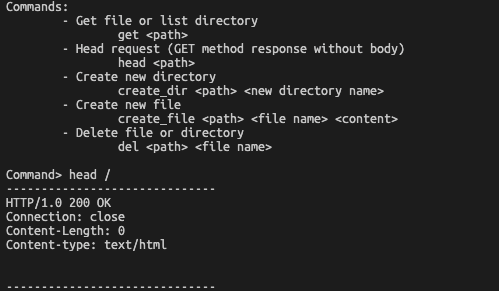 Commands:
- Get file or list directory
get <path>
- Head request (GET method response without body)
head <path>
- Create new directory
create_dir <path> <new directory name>
- Create new file
create_file <path> <file name> <content>
- Delete file or directory
del <path> <file name>
Command> head /
------------------------------
HTTP/1.0 200 OK
Connection: close
Content-Length: 0
Content-type: text/html
------------------------------